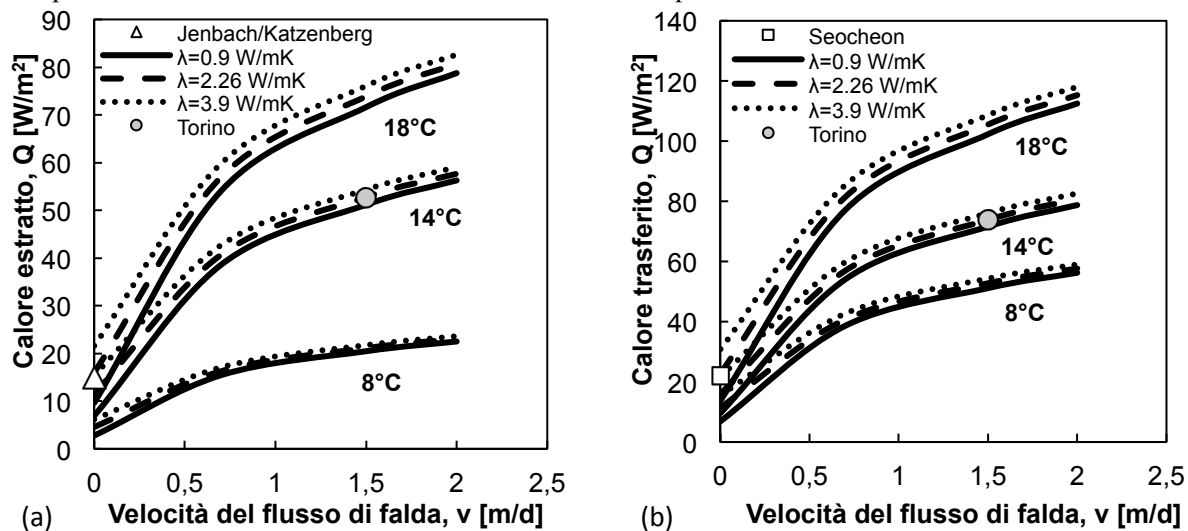 90
80
70
60
50
40
30
20
10
0
Calore estratto, Q [W/m²]
Jenbach/Katzenberg
λ=0.9 W/mK
λ=2.26 W/mK
λ=3.9 W/mK
Torino
18°C
14°C
8°C
0 0,5 1 1,5 2 2,5
(a) Velocità del flusso di falda, v [m/d]
140
120
100
80
60
40
20
0
Calore trasferito, Q [W/m²]
Seocheon
λ=0.9 W/mK
λ=2.26 W/mK
λ=3.9 W/mK
Torino
18°C
14°C
8°C
0 0,5 1 1,5 2 2,5
(b) Velocità del flusso di falda, v [m/d]